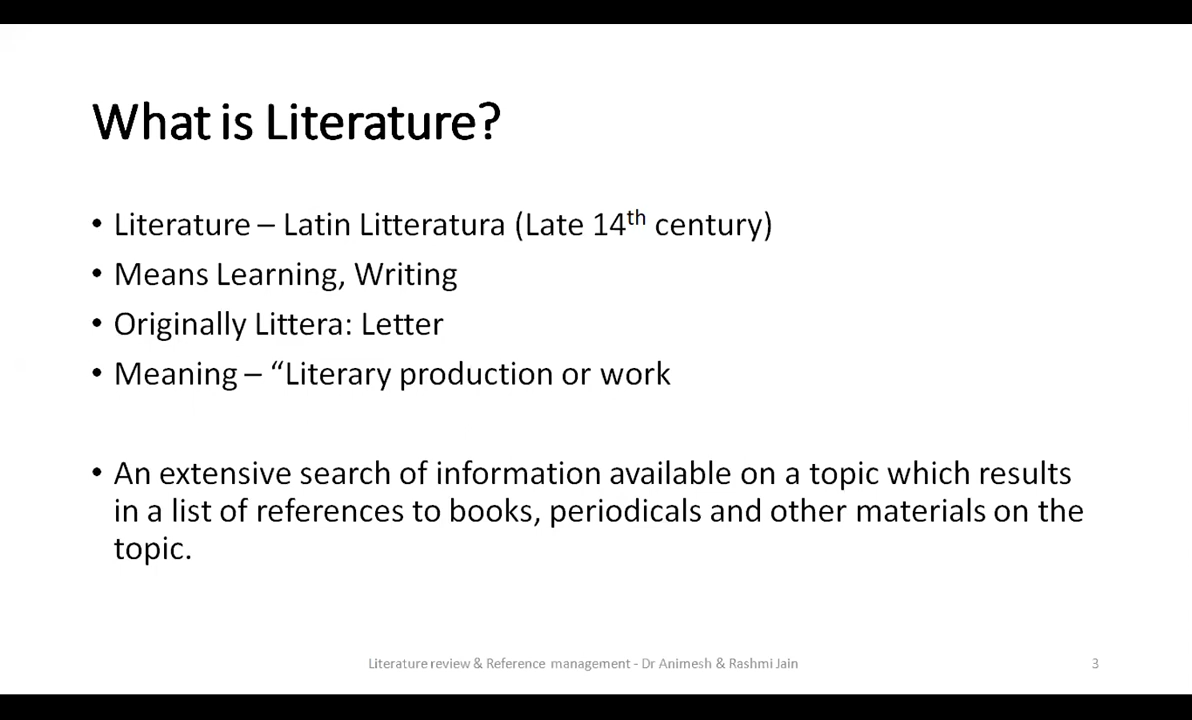 What is Literature?
• Literature – Latin Litteratura (Late 14th century)
• Means Learning, Writing
• Originally Littera: Letter
• Meaning – “Literary production or work
• An extensive search of information available on a topic which results
in a list of references to books, periodicals and other materials on the
topic.
Literature review & Reference management - Dr Animesh & Rashmi Jain
3